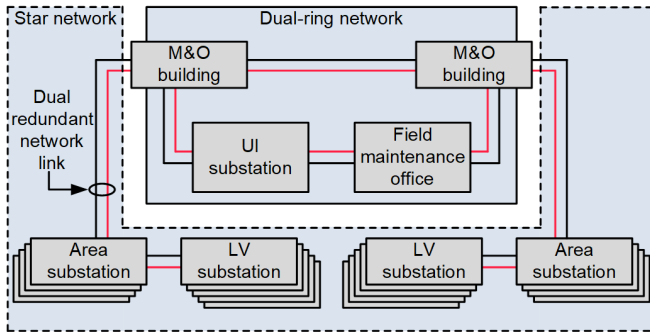 Star network
Dual-ring network
M&O
building
M&O
building
Dual
redundant
network
link
UI
substation
Field
maintenance
office
Area
substation
LV
substation
LV
substation
Area
substation